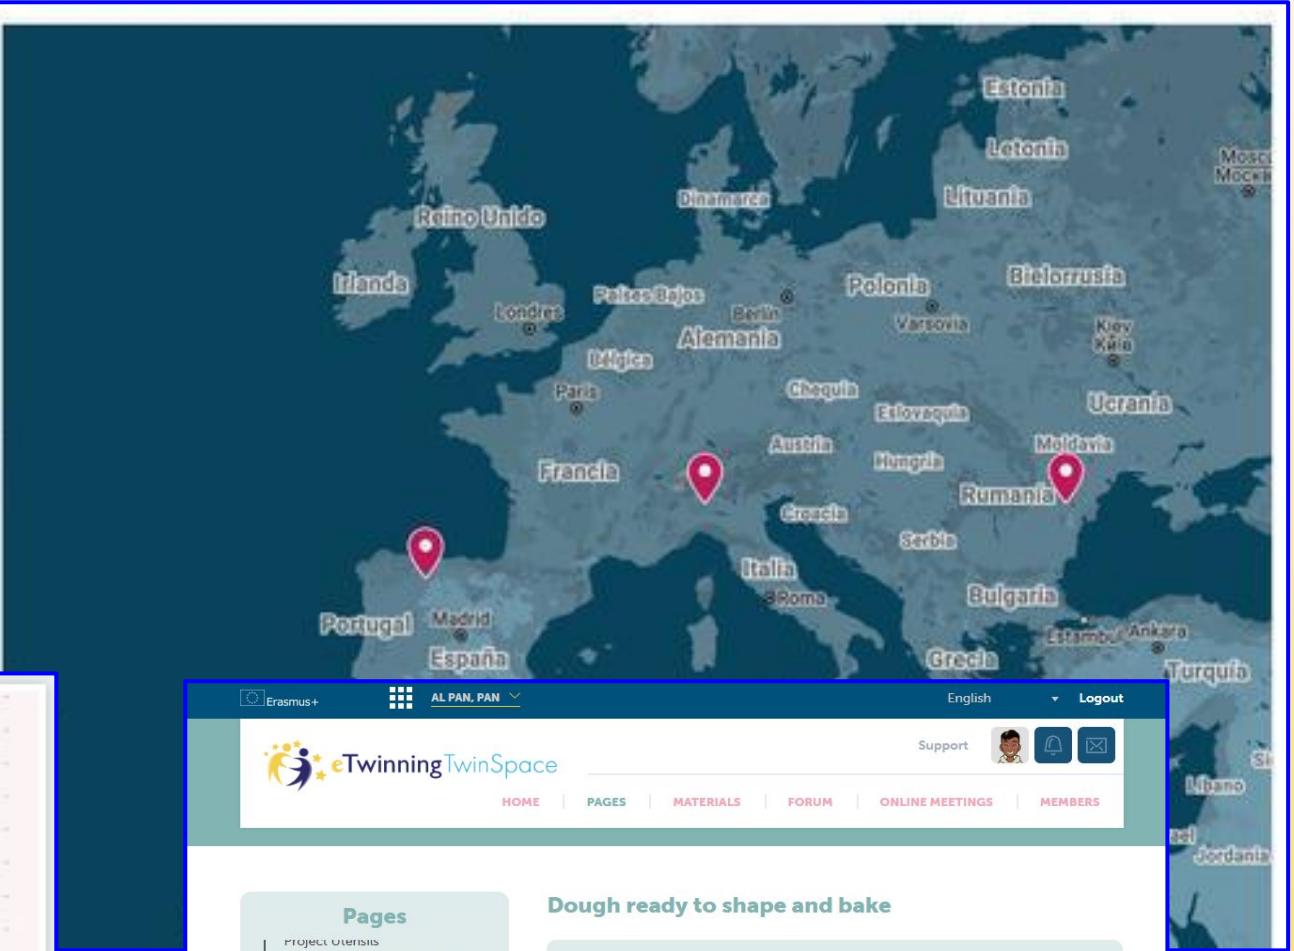 Estonia
Letonia
Moscú
Москва
Dinamarca
Lituania
Reino Unido
Irlanda
Bielorrusia
Países Bajos
Polonia
Londres
Berlín
Varsovia
Alemania
Kiev
Київ
Bélgica
París
Chequia
Ucrania
Eslovaquia
Austria
Moldavia
Hungría
Francia
Rumanía
Croacia
Serbia
Italia
Roma
Bulgaria
Portugal
Madrid
Estambul
Ankara
España
Grecia
Turquía
Líbano
Jordania
Erasmus+ AL PAN, PAN English Logout
Support
eTwinning TwinSpace
HOME PAGES MATERIALS FORUM ONLINE MEETINGS MEMBERS
Dough ready to shape and bake
Pages
Project Utensils